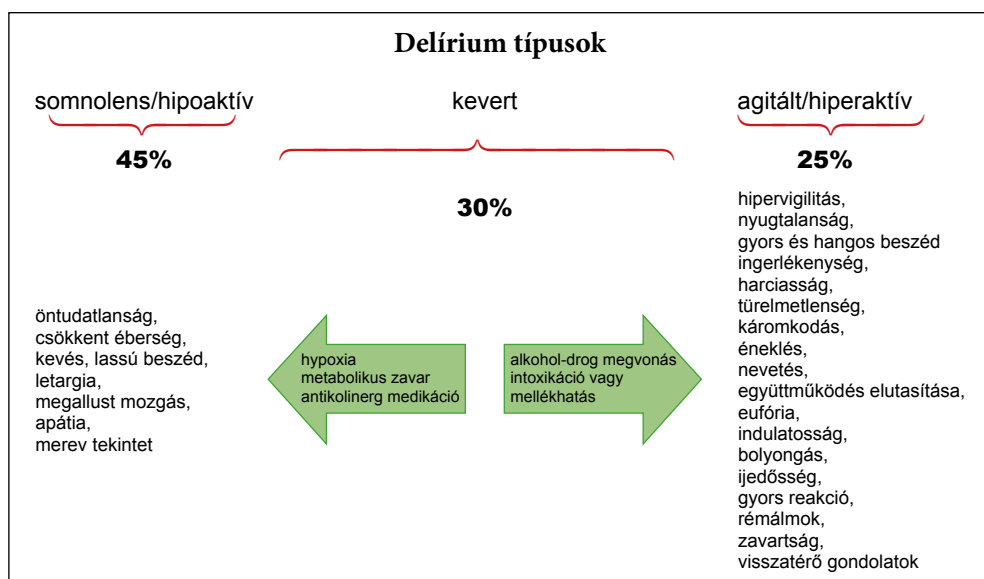 Delírium típusok
somnolens/hipoaktív
45%
öntudatlanság,
csökkent éberség,
kevés, lassú beszéd,
letargia,
megallust mozgás,
apátia,
merev tekintet
kevert
30%
hypoxia
metabolikus zavar
antikolinerg medikáció
alkohol-drog megvonás
intoxikáció vagy
mellékhatás
agitált/hiperaktív
25%
hipervigilitás,
nyugtalanság,
gyors és hangos beszéd
ingerlékenység,
harciasság,
türelmetlenség,
káromkodás,
éneklés,
nevetés,
együttműködés elutasítása,
eufória,
indulatosság,
bolyongás,
ijedősség,
gyors reakció,
rémálmok,
zavartság,
visszatérő gondolatok